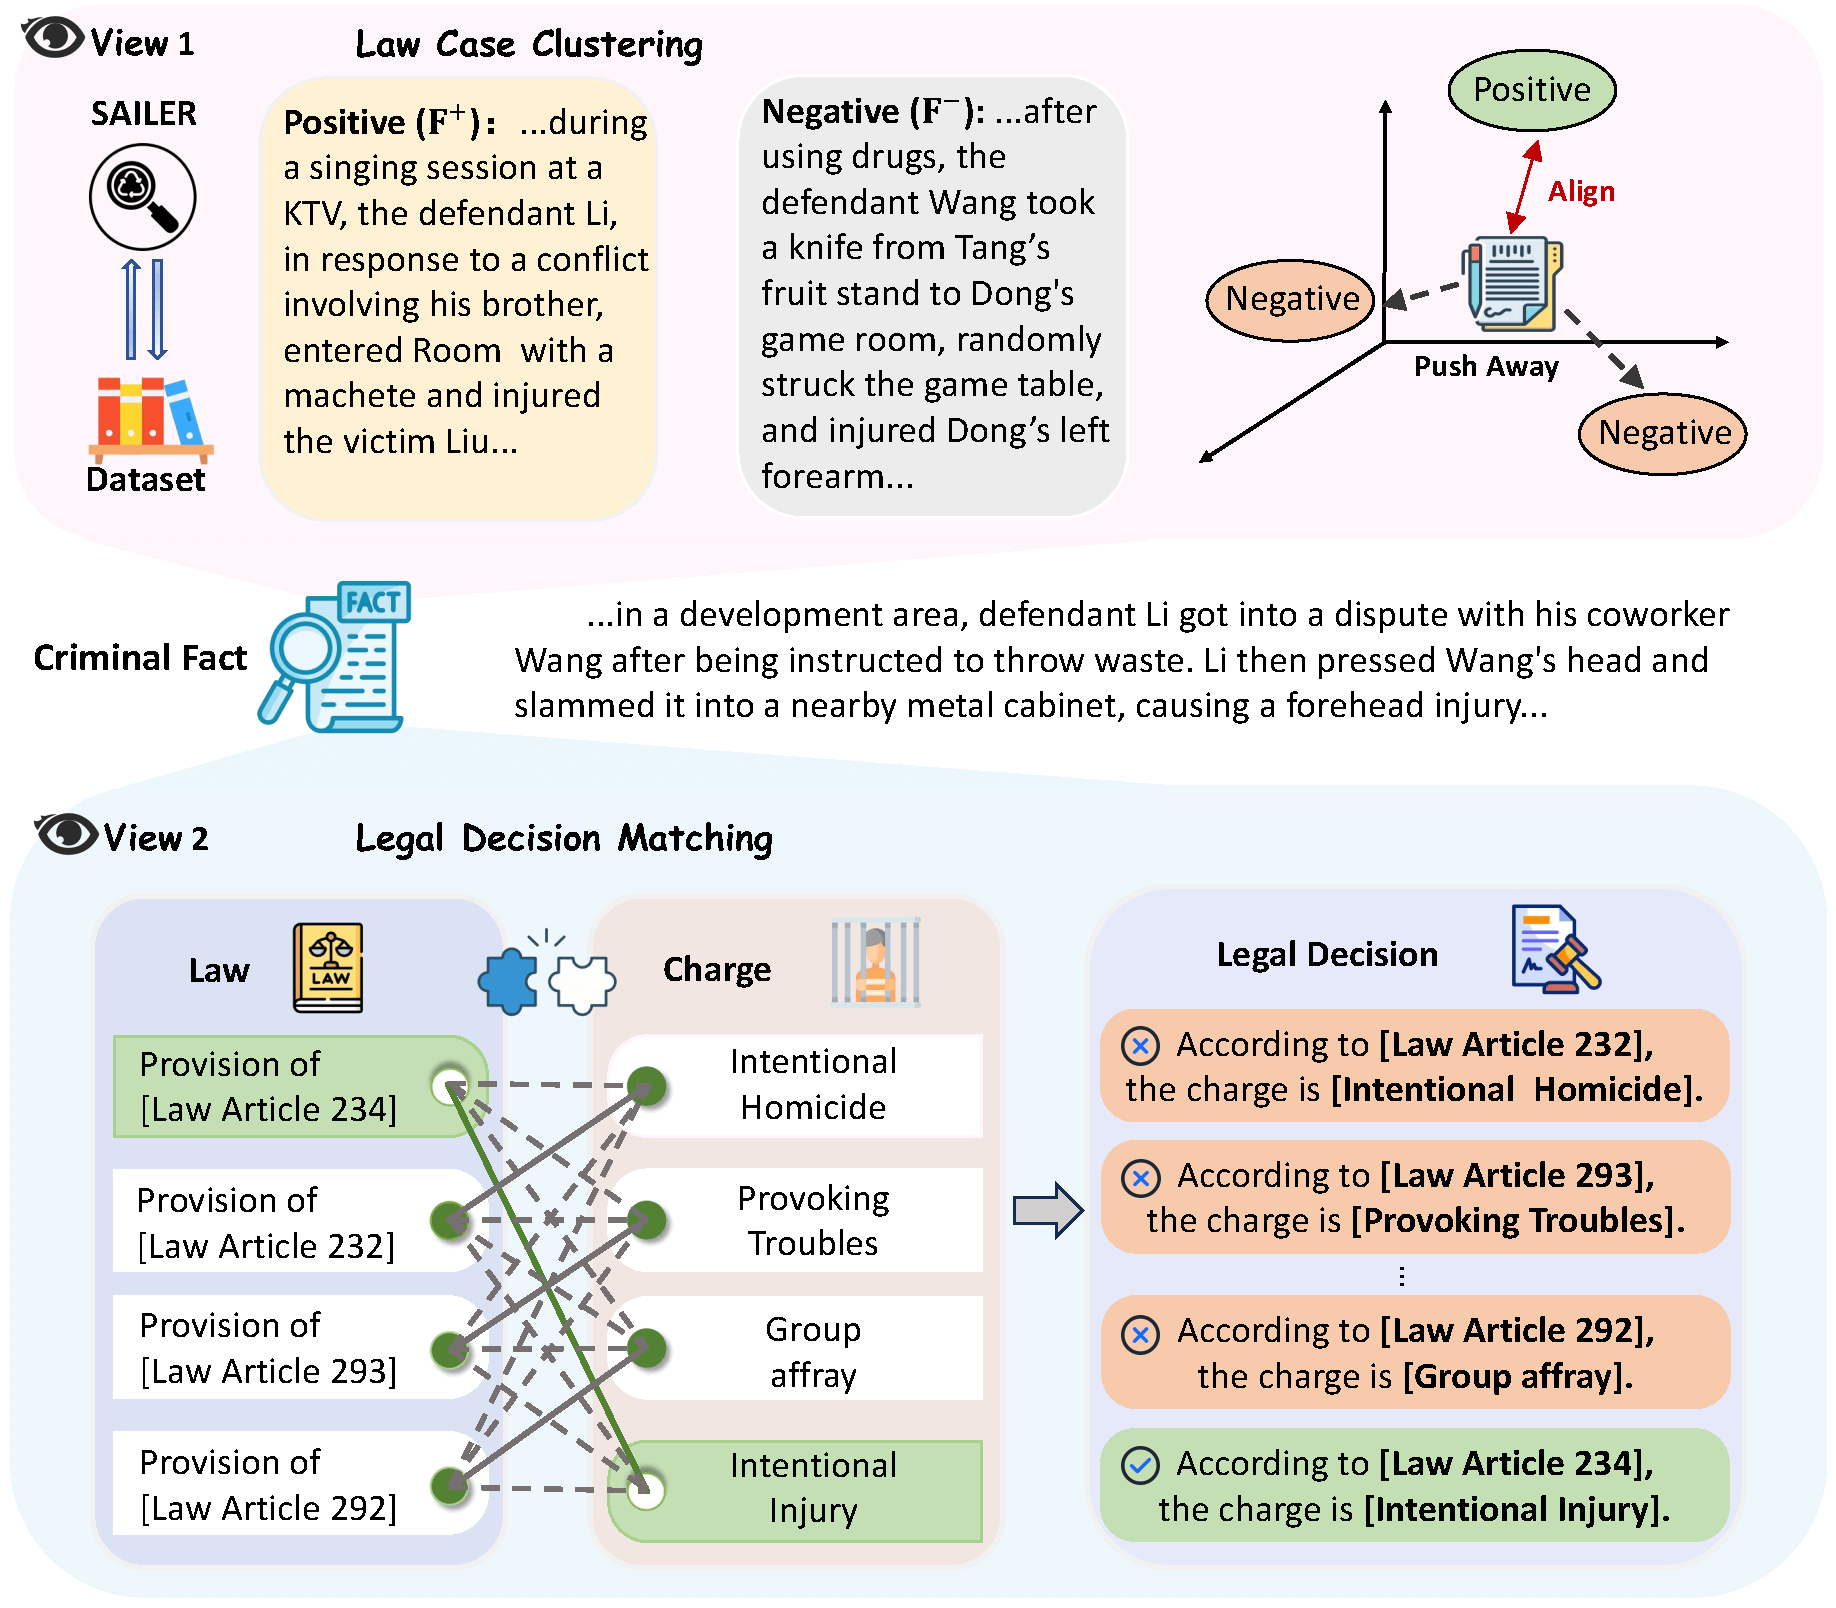 View 1
Law Case Clustering
SAILER
Dataset
Positive (F⁺): ...during
a singing session at a
KTV, the defendant Li,
in response to a conflict
involving his brother,
entered Room with a
machete and injured
the victim Liu...
Negative (F⁻): ...after
using drugs, the
defendant Wang took
a knife from Tang’s
fruit stand to Dong's
game room, randomly
struck the game table,
and injured Dong’s left
forearm...
Positive
Align
Negative
Push Away
Negative
Criminal Fact
FACT
...in a development area, defendant Li got into a dispute with his coworker
Wang after being instructed to throw waste. Li then pressed Wang's head and
slammed it into a nearby metal cabinet, causing a forehead injury...
View 2
Legal Decision Matching
Law
LAW
Provision of
[Law Article 234]
Provision of
[Law Article 232]
Provision of
[Law Article 293]
Provision of
[Law Article 292]
Charge
Intentional
Homicide
Provoking
Troubles
Group
affray
Intentional
Injury
Legal Decision
According to [Law Article 232],
the charge is [Intentional Homicide].
According to [Law Article 293],
the charge is [Provoking Troubles].
...
According to [Law Article 292],
the charge is [Group affray].
According to [Law Article 234],
the charge is [Intentional Injury].